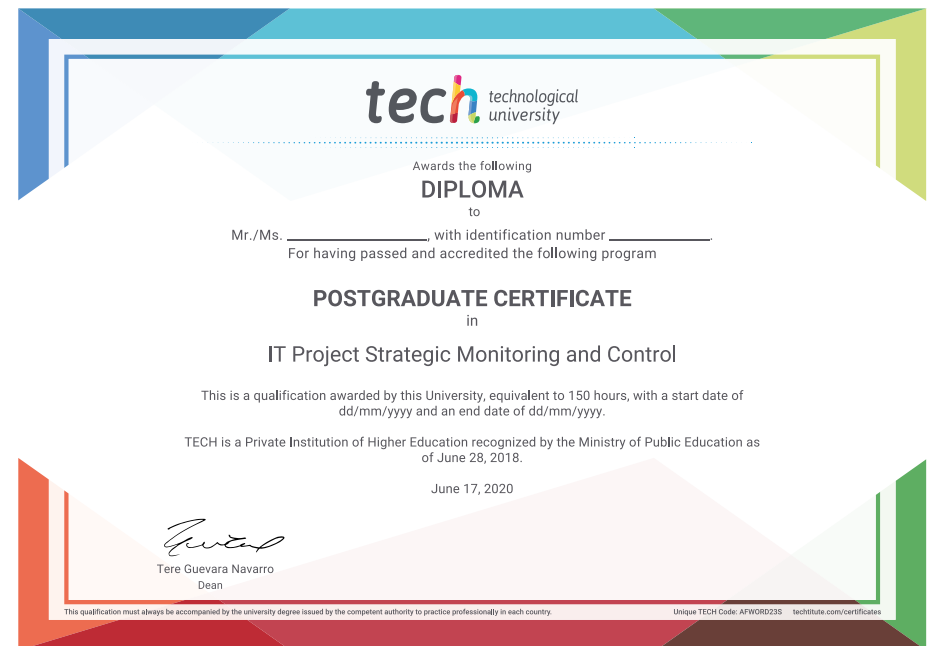 tech technological
university
Awards the following
DIPLOMA
to
Mr./Ms. ____________________, with identification number ______________.
For having passed and accredited the following program
POSTGRADUATE CERTIFICATE
in
IT Project Strategic Monitoring and Control
This is a qualification awarded by this University, equivalent to 150 hours, with a start date of
dd/mm/yyyy and an end date of dd/mm/yyyy.
TECH is a Private Institution of Higher Education recognized by the Ministry of Public Education as
of June 28, 2018.
June 17, 2020
Tere Guevara Navarro
Dean
This qualification must always be accompanied by the university degree issued by the competent authority to practice professionally in each country.
Unique TECH Code: AFWORD23S techtitute.com/certificates